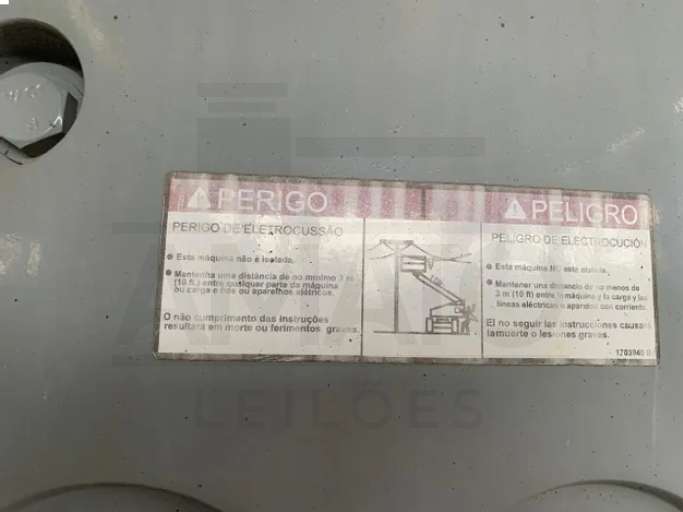 PERIGO
PERIGO DE ELETROCUSSÃO
Esta máquina não é isolada.
Mantenha uma distância de no mínimo 3 m
(10 ft.) entre qualquer parte da máquina
ou carga e fios ou aparelhos elétricos.
O não cumprimento das instruções
resultará em morte ou ferimentos graves.
PELIGRO
PELIGRO DE ELECTROCUCIÓN
Esta máquina NO está aislada.
Mantener una distancia de no menos de
3 m (10 ft) entre la máquina y la carga y las
líneas eléctricas o aparatos con corriente.
El no seguir las instrucciones causará
la muerte o lesiones graves.
1703940 B
LEILÕES